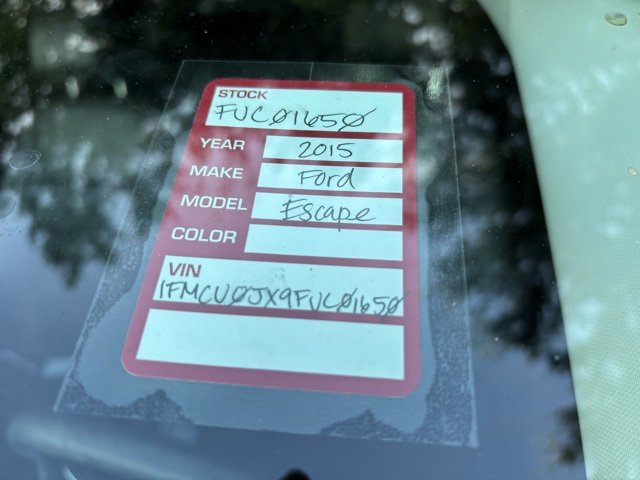 STOCK
FUC01650
YEAR 2015
MAKE Ford
MODEL Escape
COLOR
VIN
1FMCU0JX9FUC01650